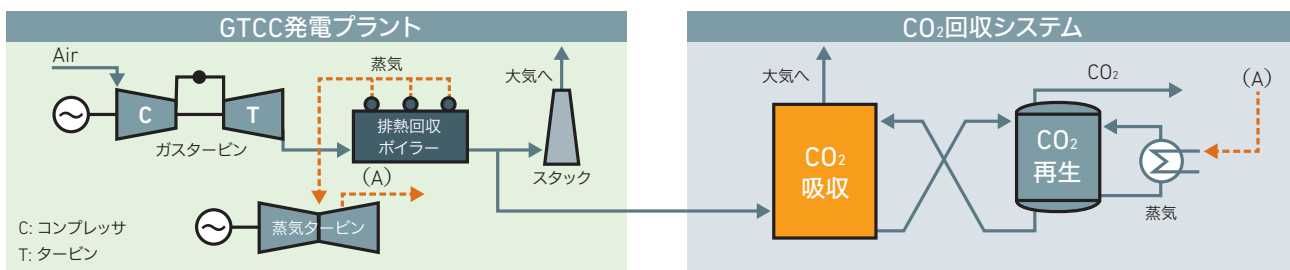 GTCC発電プラント
Air
C
T
ガスタービン
蒸気
排熱回収
ボイラー
大気へ
スタック
(A)
蒸気タービン
C: コンプレッサ
T: タービン
CO₂回収システム
大気へ
CO₂
吸収
CO₂
CO₂
再生
(A)
蒸気